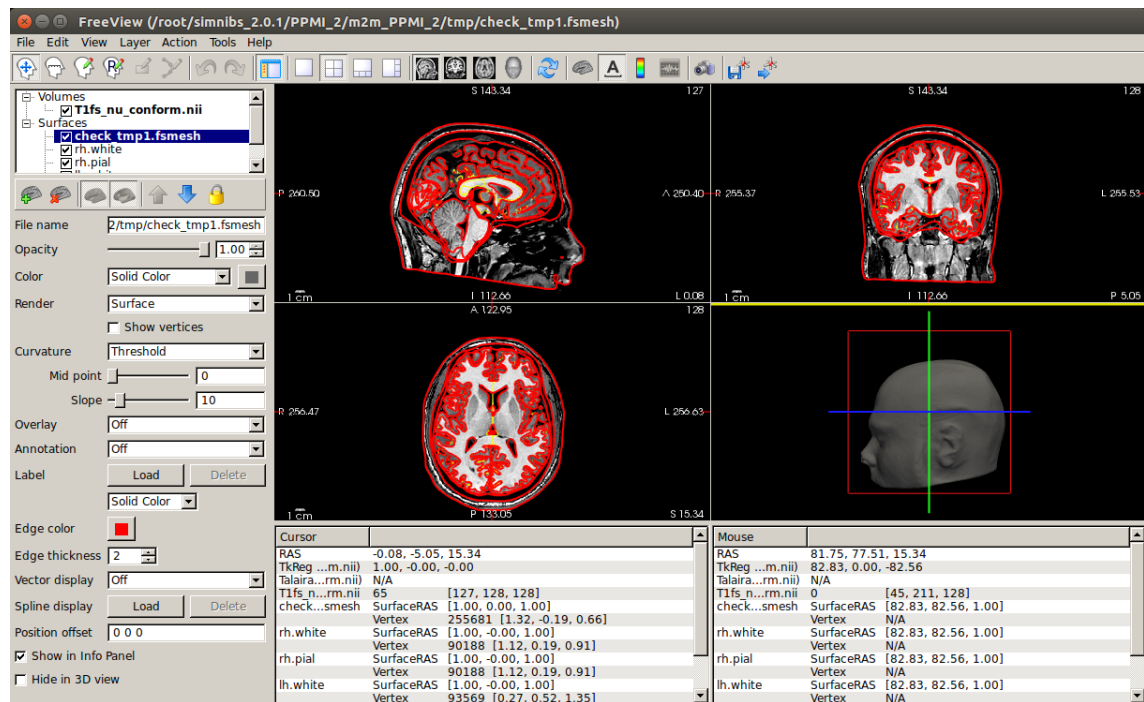 FreeView (/root/simnibs_2.0.1/PPMI_2/m2m_PPMI_2/tmp/check_tmp1.fsmesh)
File Edit View Layer Action Tools Help
Volumes
T1fs_nu_conform.nii
Surfaces
check_tmp1.fsmesh
rh.white
rh.pial
File name 2/tmp/check_tmp1.fsmesh
Opacity 1.00
Color Solid Color
Render Surface
Show vertices
Curvature Threshold
Mid point 0
Slope 10
Overlay Off
Annotation Off
Label Load Delete
Solid Color
Edge color
Edge thickness 2
Vector display Off
Spline display Load Delete
Position offset 0 0 0
Show in Info Panel
Hide in 3D view
S 143.34 127
P 260.50 A 250.40
1 cm I 112.66 L 0.08
S 143.34 128
R 255.37 L 255.53
1 cm I 112.66 P 5.05
A 122.95 128
R 256.47 L 256.63
1 cm P 133.05 S 15.34
Cursor
RAS -0.08, -5.05, 15.34
TkReg ...m.nii) 1.00, -0.00, -0.00
Talaira...rm.nii) N/A
T1fs_n...rm.nii 65 [127, 128, 128]
check...smesh SurfaceRAS [1.00, 0.00, 1.00]
Vertex 255681 [1.32, -0.19, 0.66]
rh.white SurfaceRAS [1.00, -0.00, 1.00]
Vertex 90188 [1.12, 0.19, 0.91]
rh.pial SurfaceRAS [1.00, -0.00, 1.00]
Vertex 90188 [1.12, 0.19, 0.91]
lh.white SurfaceRAS [1.00, -0.00, 1.00]
Vertex 93569 [0.27, 0.52, 1.35]
Mouse
RAS 81.75, 77.51, 15.34
TkReg ...m.nii) 82.83, 0.00, -82.56
Talaira...rm.nii) N/A
T1fs_n...rm.nii 0 [45, 211, 128]
check...smesh SurfaceRAS [82.83, 82.56, 1.00]
Vertex N/A
rh.white SurfaceRAS [82.83, 82.56, 1.00]
Vertex N/A
rh.pial SurfaceRAS [82.83, 82.56, 1.00]
Vertex N/A
lh.white SurfaceRAS [82.83, 82.56, 1.00]
Vertex N/A